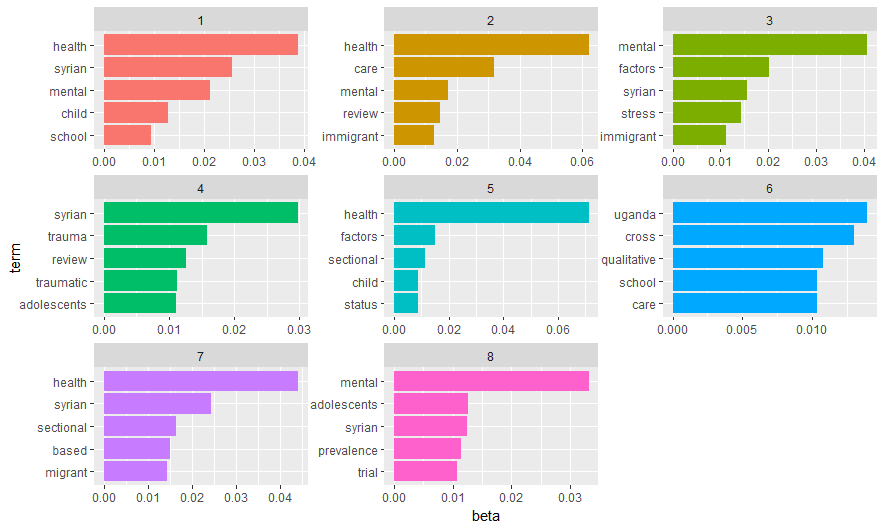 1 2 3
health
syrian
mental
child
school
0.00 0.01 0.02 0.03 0.04
health
care
mental
review
immigrant
0.00 0.02 0.04 0.06
mental
factors
syrian
stress
immigrant
0.00 0.01 0.02 0.03 0.04
term
4 5 6
syrian
trauma
review
traumatic
adolescents
0.00 0.01 0.02 0.03
health
factors
sectional
child
status
0.00 0.02 0.04 0.06
uganda
cross
qualitative
school
care
0.000 0.005 0.010
7 8
health
syrian
sectional
based
migrant
0.00 0.01 0.02 0.03 0.04
mental
adolescents
syrian
prevalence
trial
0.00 0.01 0.02 0.03
beta